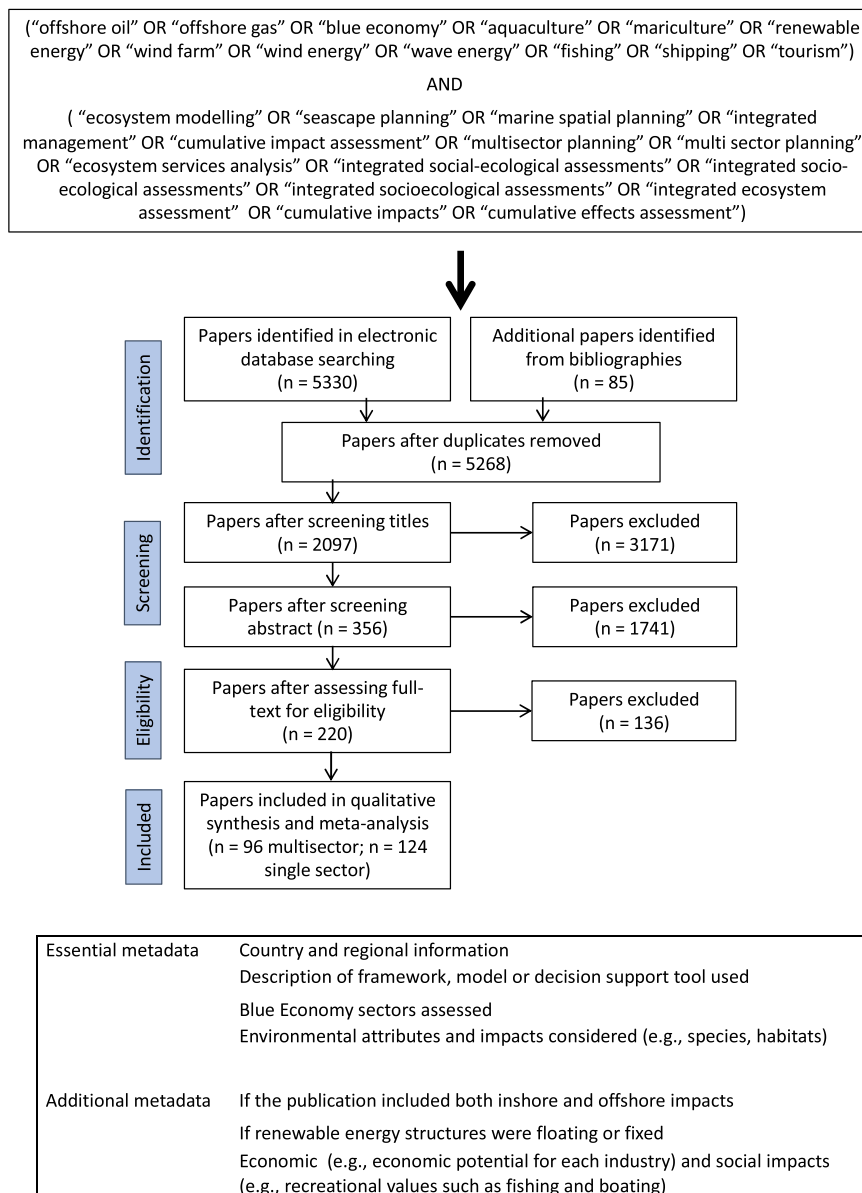 (“offshore oil” OR “offshore gas” OR “blue economy” OR “aquaculture” OR “mariculture” OR “renewable
energy” OR “wind farm” OR “wind energy” OR “wave energy” OR “fishing” OR “shipping” OR “tourism”)
AND
( “ecosystem modelling” OR “seascape planning” OR “marine spatial planning” OR “integrated
management” OR “cumulative impact assessment” OR “multisector planning” OR “multi sector planning”
OR “ecosystem services analysis” OR “integrated social-ecological assessments” OR “integrated socio-
ecological assessments” OR “integrated socioecological assessments” OR “integrated ecosystem
assessment” OR “cumulative impacts” OR “cumulative effects assessment”)
Identification
Papers identified in electronic
database searching
(n = 5330)
Additional papers identified
from bibliographies
(n = 85)
Papers after duplicates removed
(n = 5268)
Screening
Papers after screening titles
(n = 2097)
Papers excluded
(n = 3171)
Papers after screening
abstract (n = 356)
Papers excluded
(n = 1741)
Eligibility
Papers after assessing full-
text for eligibility
(n = 220)
Papers excluded
(n = 136)
Included
Papers included in qualitative
synthesis and meta-analysis
(n = 96 multisector; n = 124
single sector)
Essential metadata
Country and regional information
Description of framework, model or decision support tool used
Blue Economy sectors assessed
Environmental attributes and impacts considered (e.g., species, habitats)
Additional metadata
If the publication included both inshore and offshore impacts
If renewable energy structures were floating or fixed
Economic (e.g., economic potential for each industry) and social impacts
(e.g., recreational values such as fishing and boating)